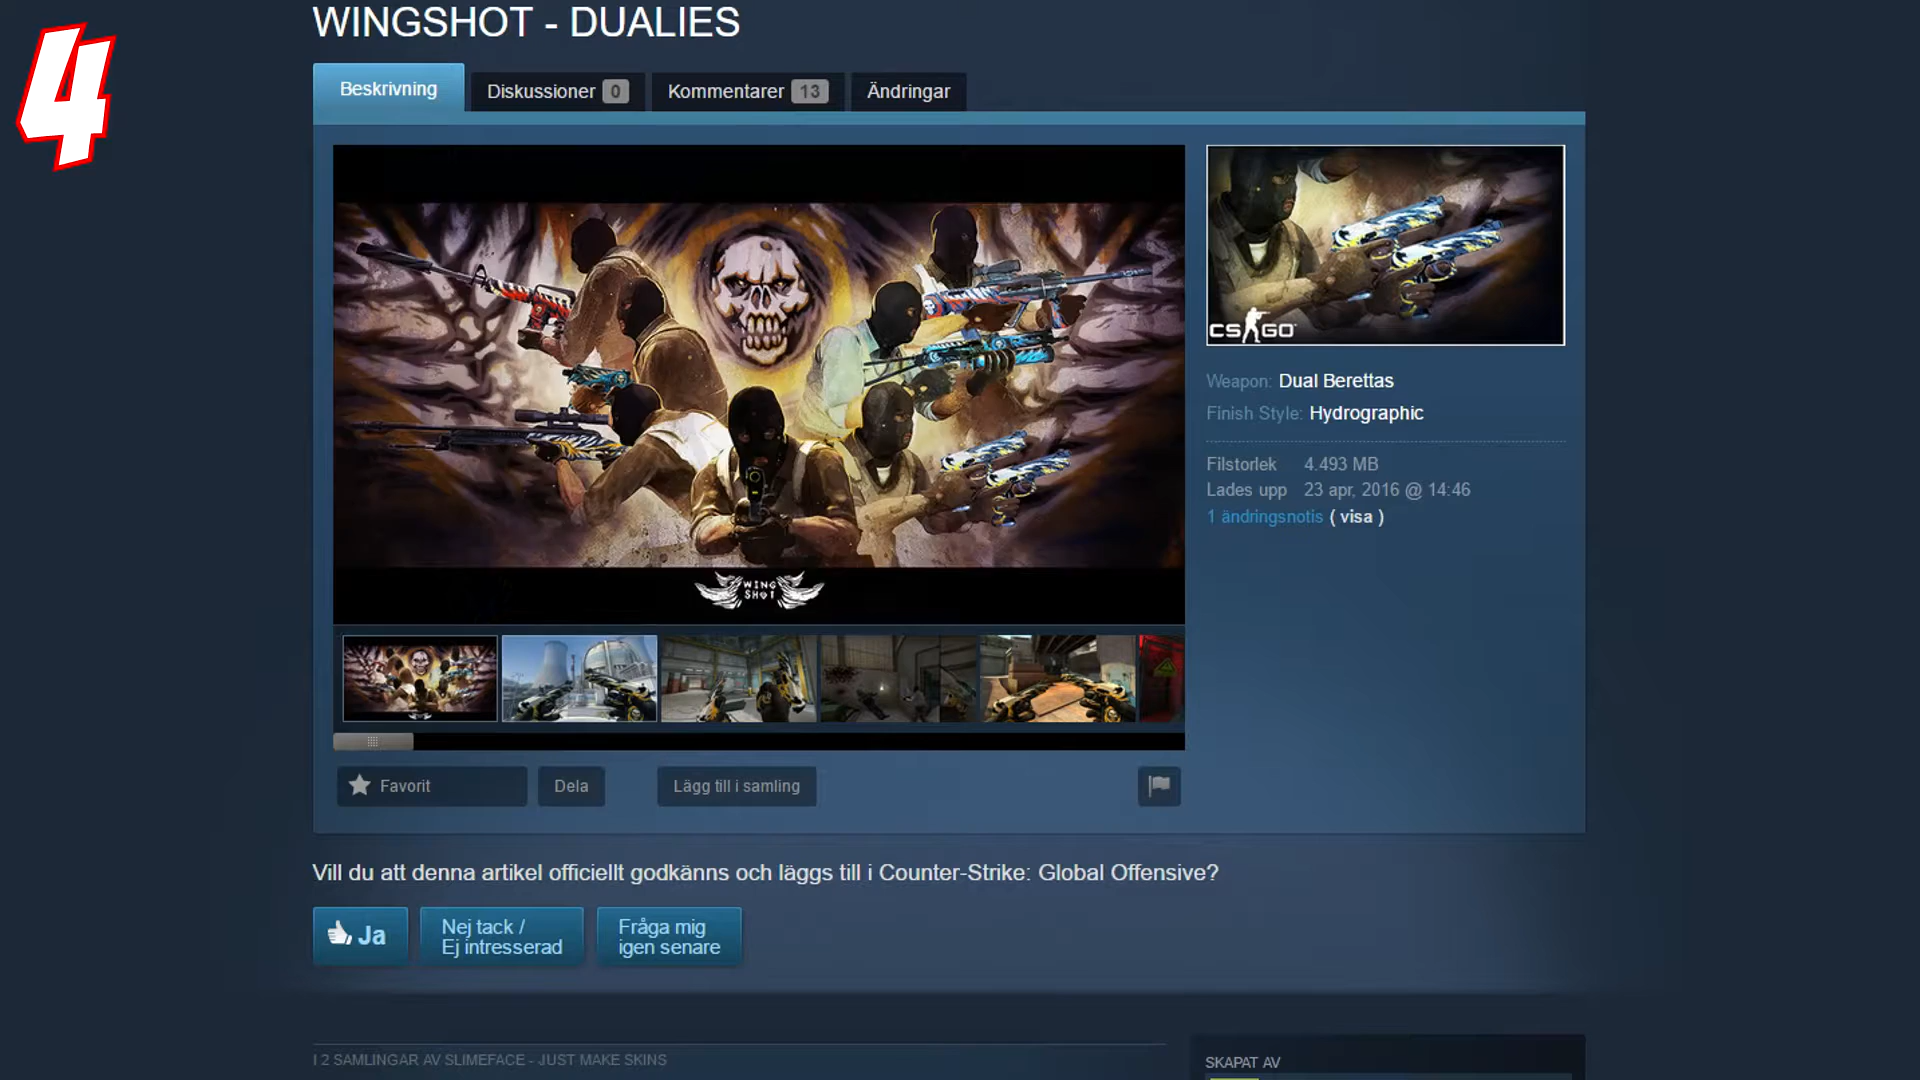 4
WINGSHOT - DUALIES
Beskrivning
Diskussioner 0
Kommentarer 13
Ändringar
CS GO
WING
SHOT
Weapon: Dual Berettas
Finish Style: Hydrographic
Filstorlek 4.493 MB
Lades upp 23 apr, 2016 @ 14:46
1 ändringsnotis ( visa )
Favorit
Dela
Lägg till i samling
Vill du att denna artikel officiellt godkänns och läggs till i Counter-Strike: Global Offensive?
Ja
Nej tack /
Ej intresserad
Fråga mig
igen senare
I 2 SAMLINGAR AV SLIMEFACE - JUST MAKE SKINS
SKAPAT AV